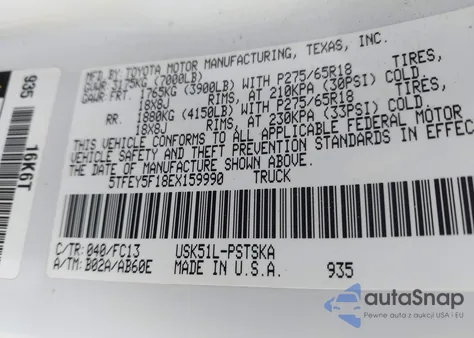 MFD.BY: TOYOTA MOTOR MANUFACTURING, TEXAS, INC.
GVWR 3175KG (7000LB)
GAWR FRT. 1765KG (3900LB) WITH P275/65R18 TIRES,
18X8J RIMS, AT 210KPA (30PSI) COLD.
RR. 1880KG (4150LB) WITH P275/65R18 TIRES,
18X8J RIMS, AT 230KPA (33PSI) COLD.
THIS VEHICLE CONFORMS TO ALL APPLICABLE FEDERAL MOTOR
VEHICLE SAFETY AND THEFT PREVENTION STANDARDS IN EFFEC
THE DATE OF MANUFACTURE SHOWN ABOVE.
5TFEY5F18EX159990 TRUCK
C/TR: 040/FC13 USK51L-PSTSKA
A/TM: B02A/AB60E MADE IN U.S.A. 935
935
16K6T
autoSnap
Pewne auta z aukcji USA i EU